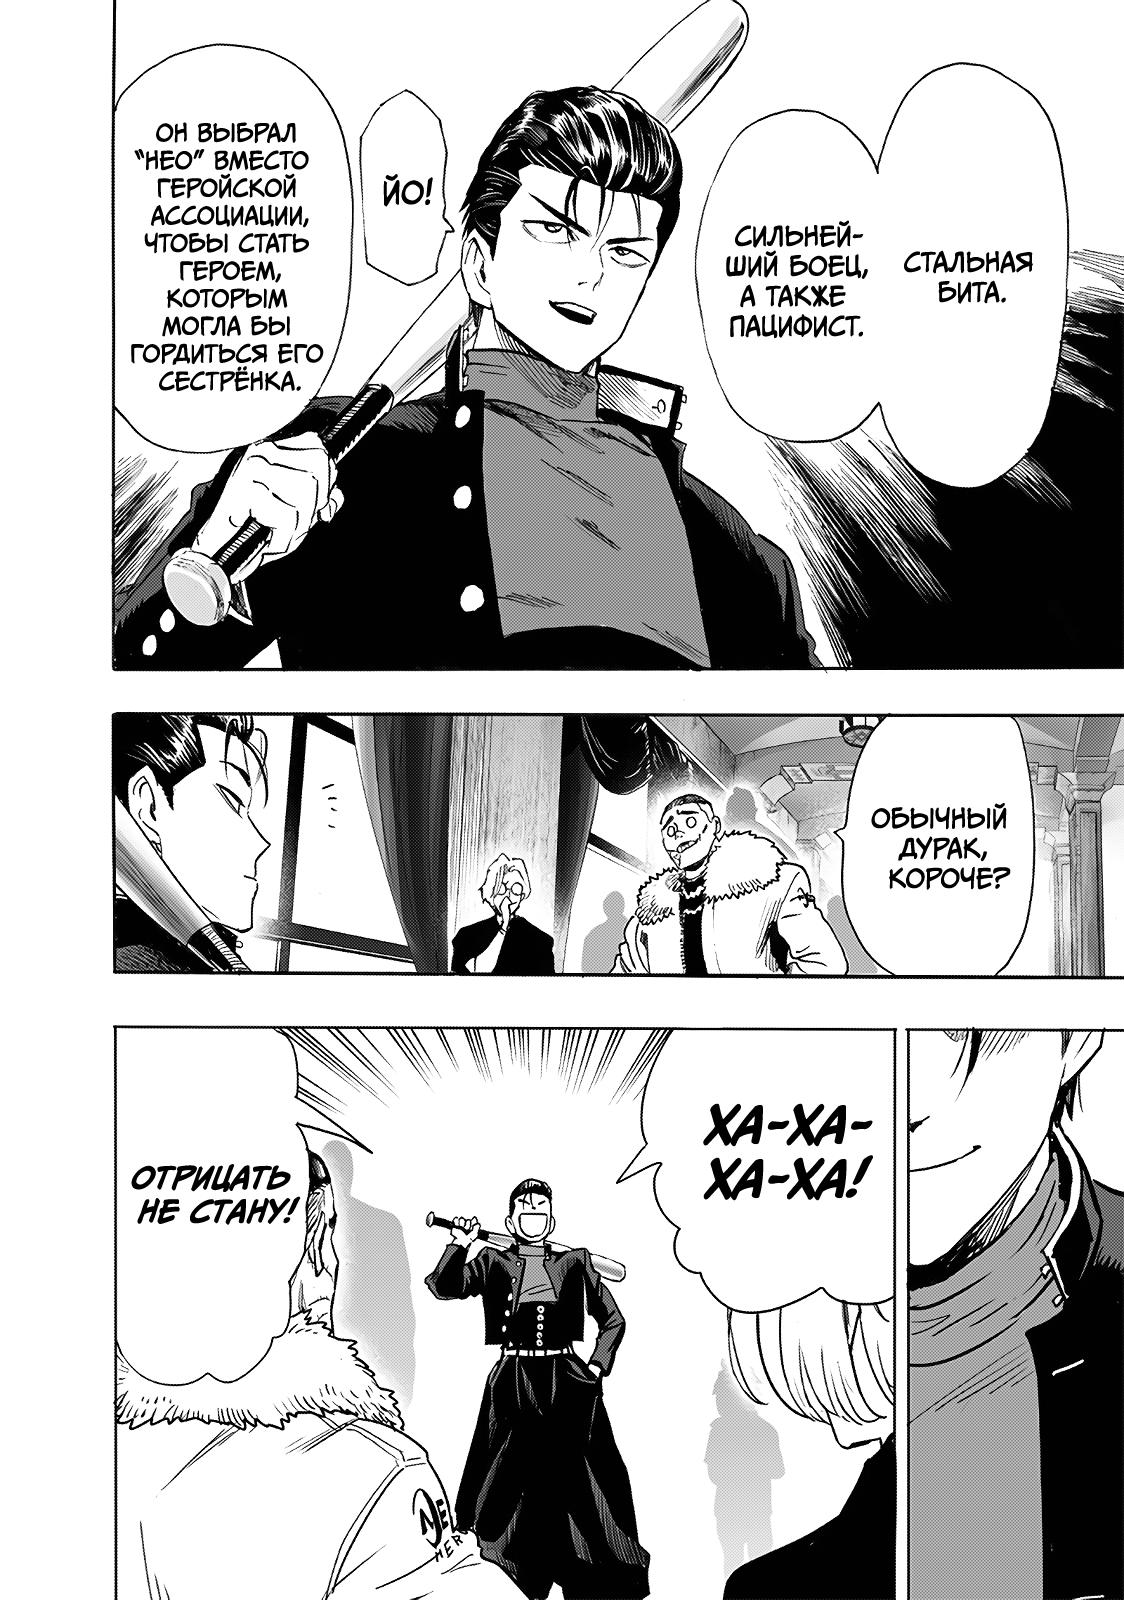 СТАЛЬНАЯ
БИТА.
СИЛЬНЕЙ-
ШИЙ БОЕЦ,
А ТАКЖЕ
ПАЦИФИСТ.
ЙО!
ОН ВЫБРАЛ
“НЕО” ВМЕСТО
ГЕРОЙСКОЙ
АССОЦИАЦИИ,
ЧТОБЫ СТАТЬ
ГЕРОЕМ,
КОТОРЫМ
МОГЛА БЫ
ГОРДИТЬСЯ ЕГО
СЕСТРЁНКА.
ОБЫЧНЫЙ
ДУРАК,
КОРОЧЕ?
ХА-ХА-
ХА-ХА!
ОТРИЦАТЬ
НЕ СТАНУ!